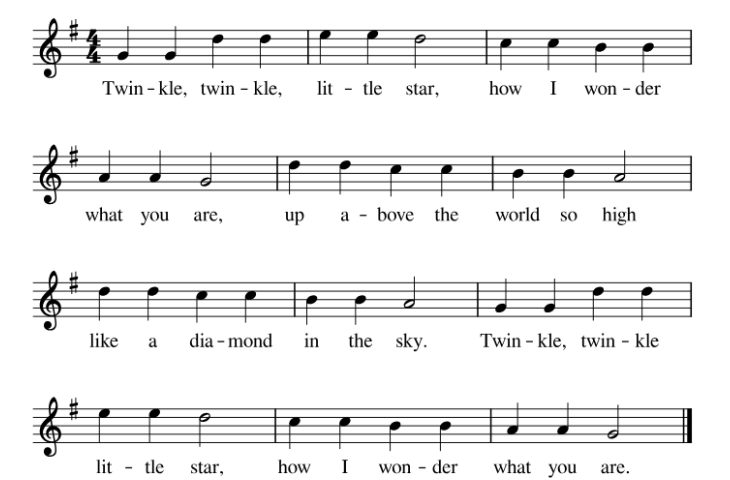 4
4
Twin – kle, twin – kle, lit – tle star, how I won – der
what you are, up a – bove the world so high
like a dia – mond in the sky. Twin – kle, twin – kle
lit – tle star, how I won – der what you are.